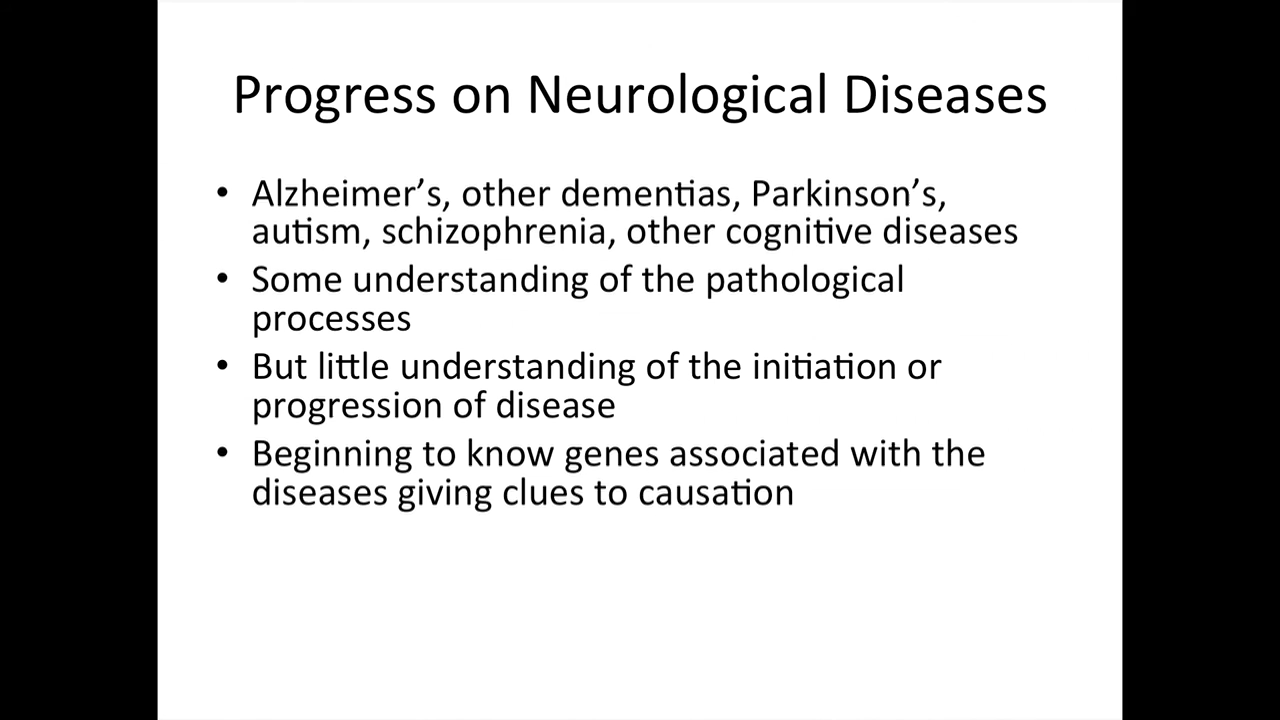 Progress on Neurological Diseases
• Alzheimer’s, other dementias, Parkinson’s,
autism, schizophrenia, other cognitive diseases
• Some understanding of the pathological
processes
• But little understanding of the initiation or
progression of disease
• Beginning to know genes associated with the
diseases giving clues to causation